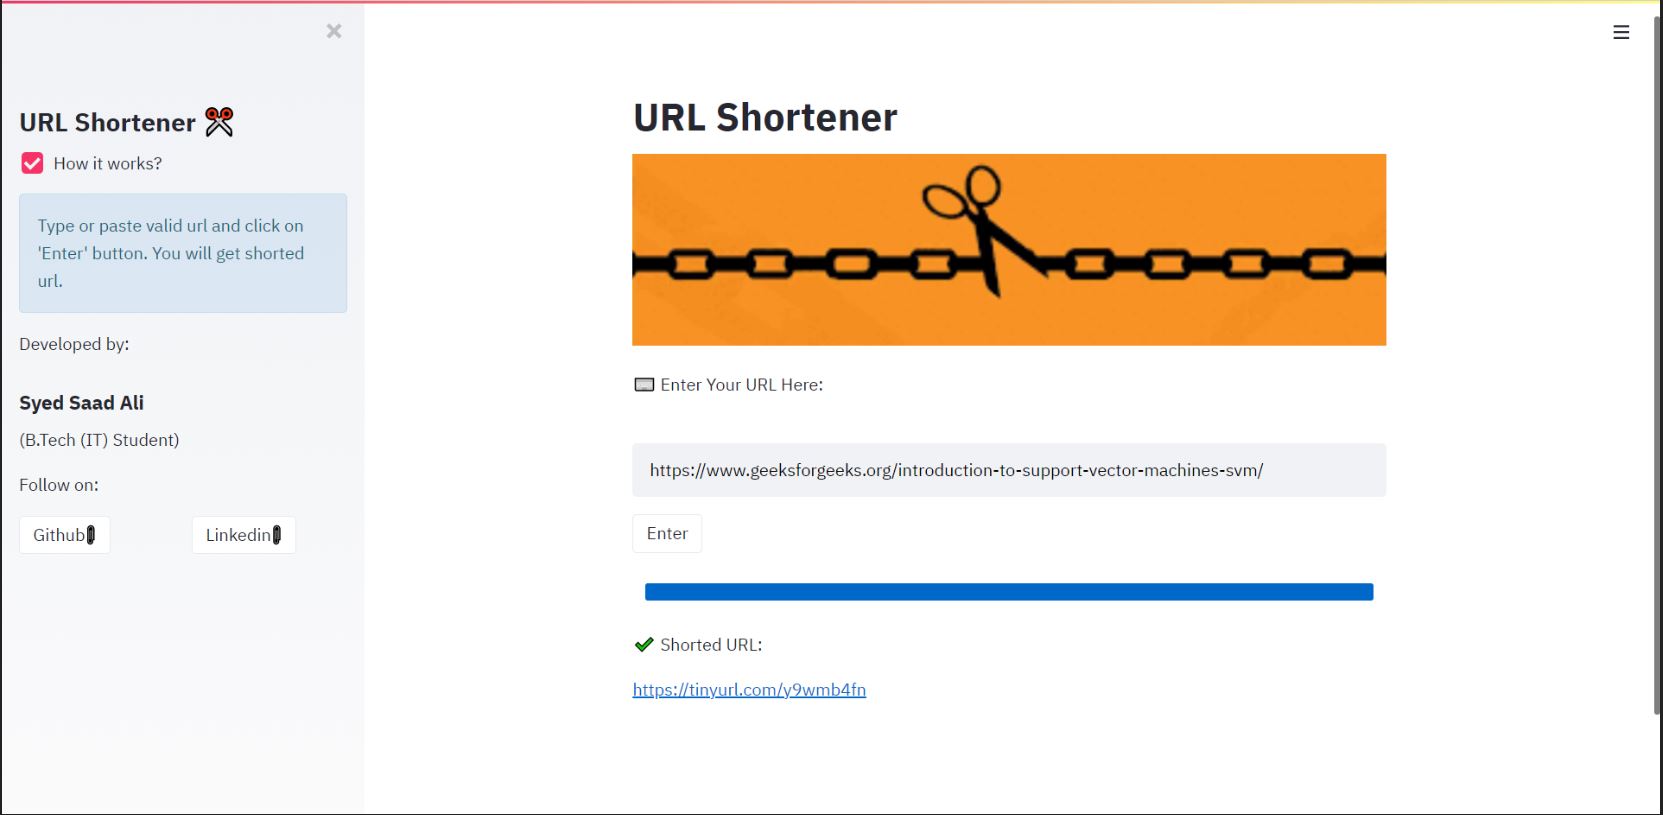 URL Shortener
How it works?
Type or paste valid url and click on
'Enter' button. You will get shorted
url.
Developed by:
Syed Saad Ali
(B.Tech (IT) Student)
Follow on:
Github
Linkedin
URL Shortener
Enter Your URL Here:
https://www.geeksforgeeks.org/introduction-to-support-vector-machines-svm/
Enter
Shorted URL:
https://tinyurl.com/y9wmb4fn